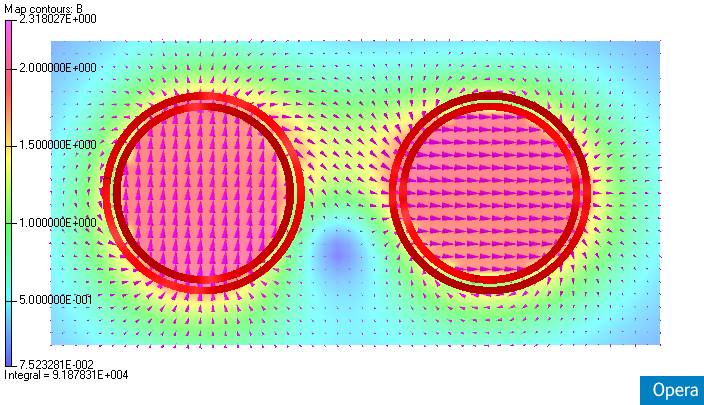 Map contours: B
2.318027E+000
2.000000E+000
1.500000E+000
1.000000E+000
5.000000E-001
7.523281E-002
Integral = 9.187831E+004
Opera